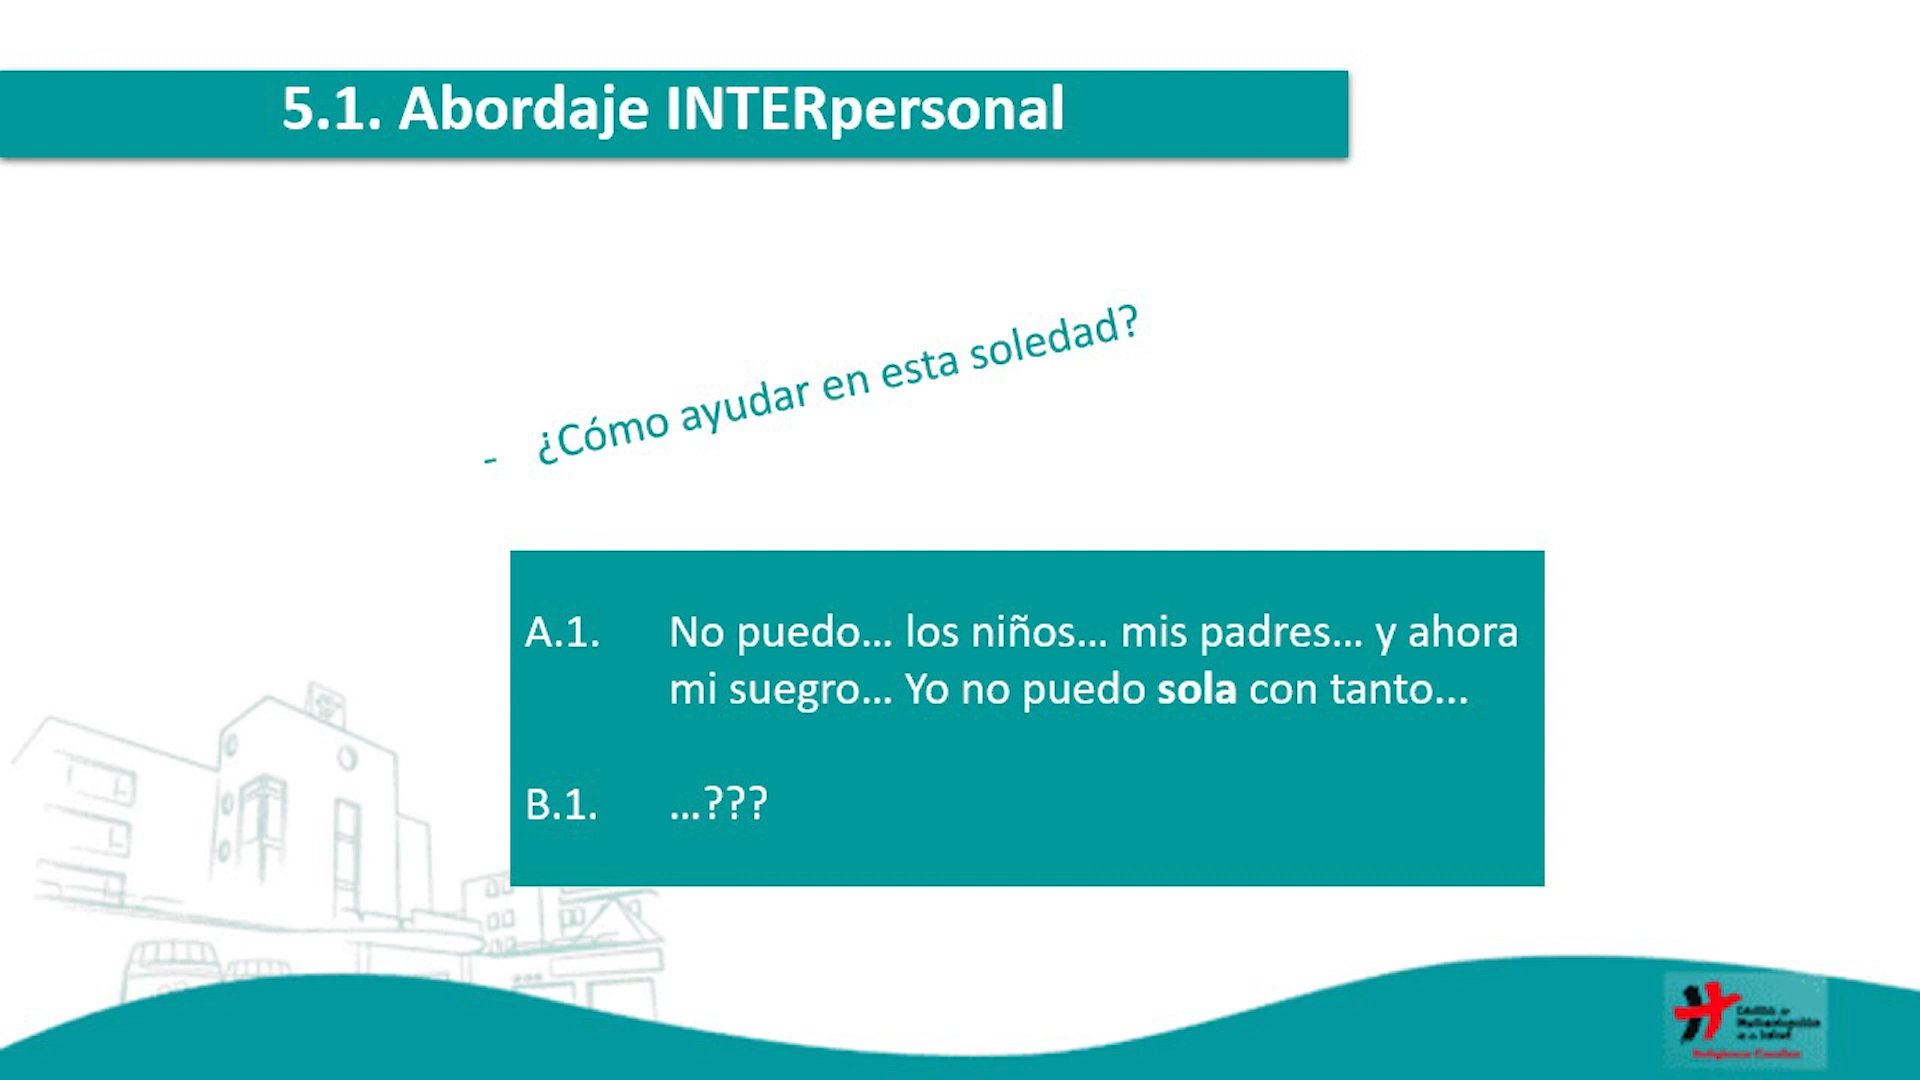 5.1. Abordaje INTERpersonal
- ¿Cómo ayudar en esta soledad?
A.1. No puedo... los niños... mis padres... y ahora
mi suegro... Yo no puedo sola con tanto...
B.1. ...???